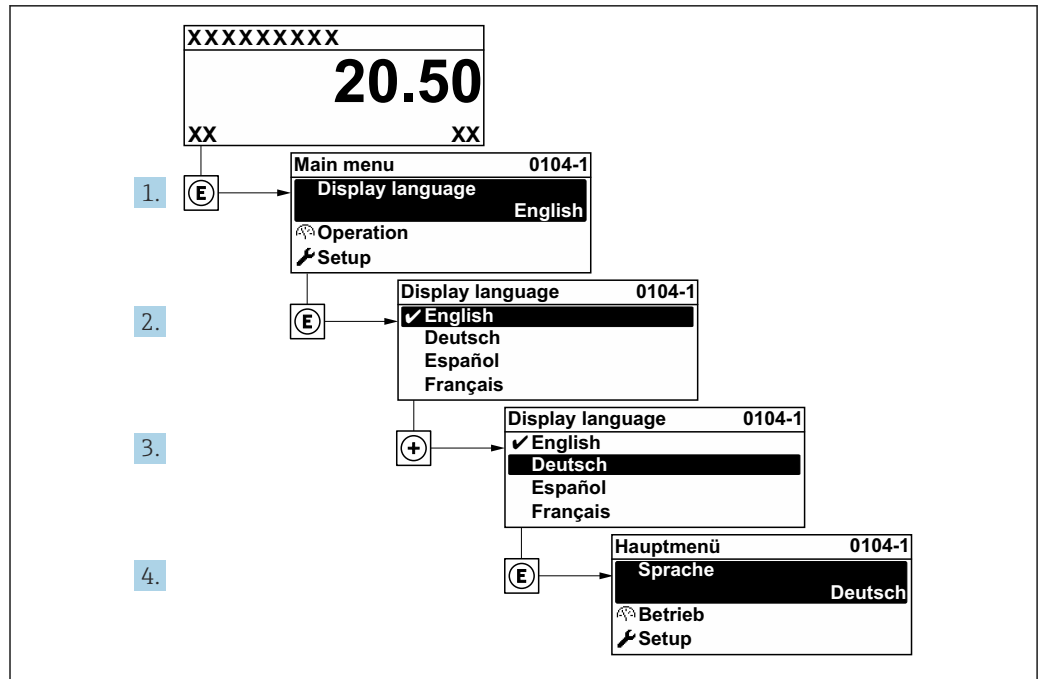 XXXXXXXXX
20.50
XX XX
1. E
Main menu 0104-1
Display language
English
Operation
Setup
2. E
Display language 0104-1
✔ English
Deutsch
Español
Français
3. +
Display language 0104-1
✔ English
Deutsch
Español
Français
4. E
Hauptmenü 0104-1
Sprache
Deutsch
Betrieb
Setup